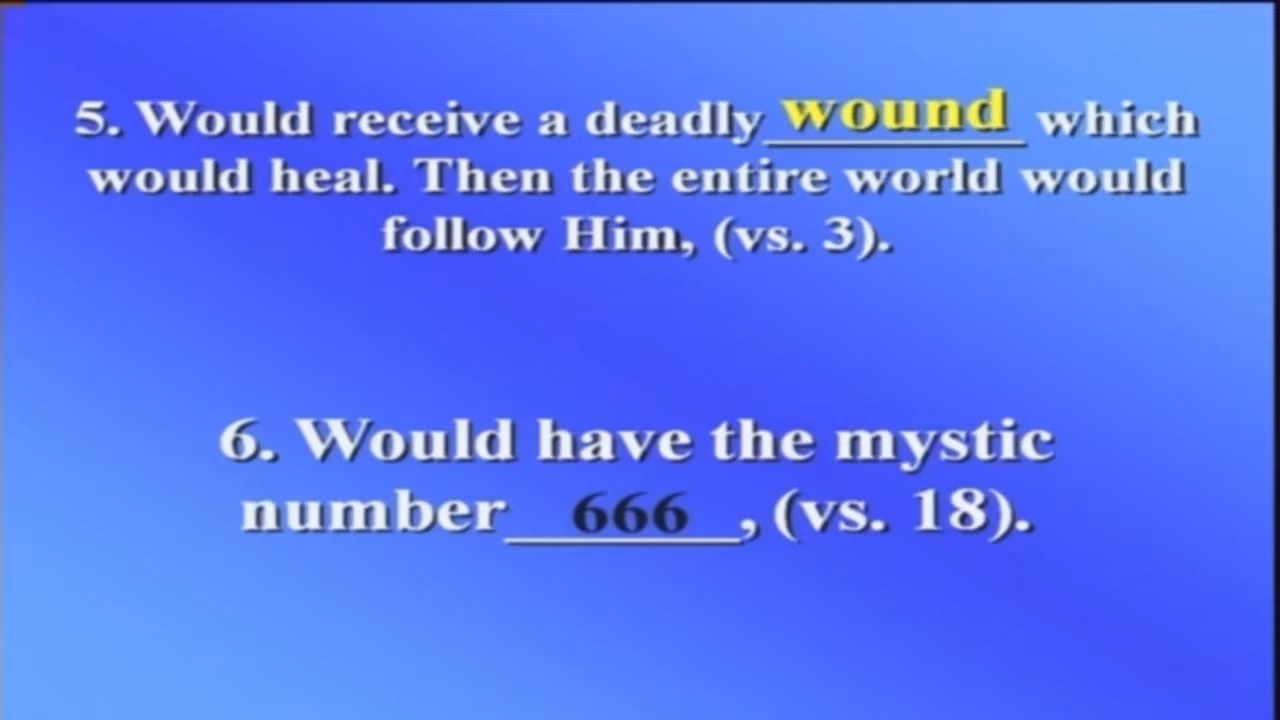 5. Would receive a deadly wound which
would heal. Then the entire world would
follow Him, (vs. 3).
6. Would have the mystic
number 666, (vs. 18).